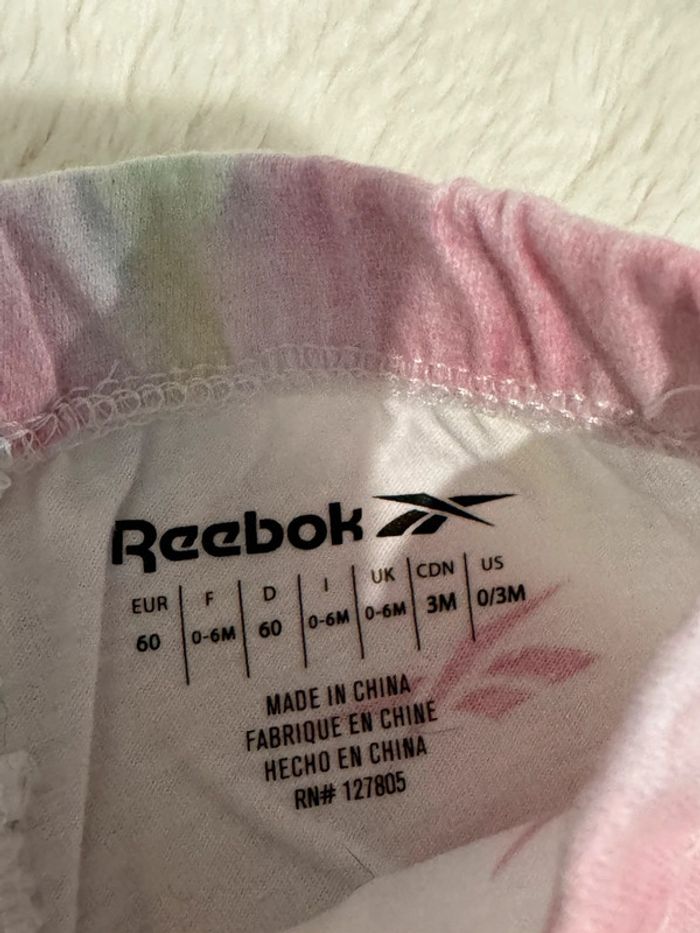 Reebok
EUR F D I UK CDN US
60 0-6M 60 0-6M 0-6M 3M 0/3M
MADE IN CHINA
FABRIQUE EN CHINE
HECHO EN CHINA
RN# 127805